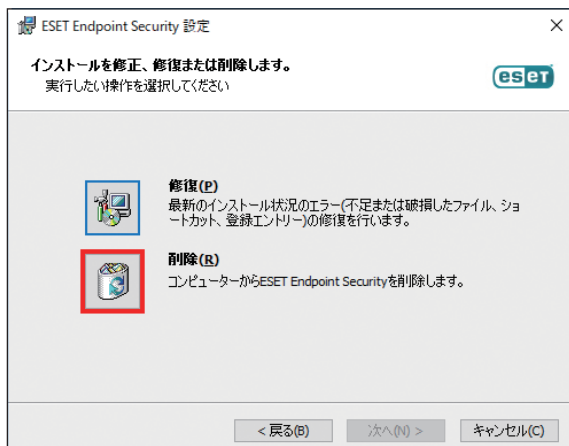 ESET Endpoint Security 設定
インストールを修正、修復または削除します。
実行したい操作を選択してください
eseT
修復(P)
最新のインストール状況のエラー(不足または破損したファイル、ショ
ートカット、登録エントリー)の修復を行います。
削除(R)
コンピューターからESET Endpoint Securityを削除します。
< 戻る(B)
次へ(N) >
キャンセル(C)